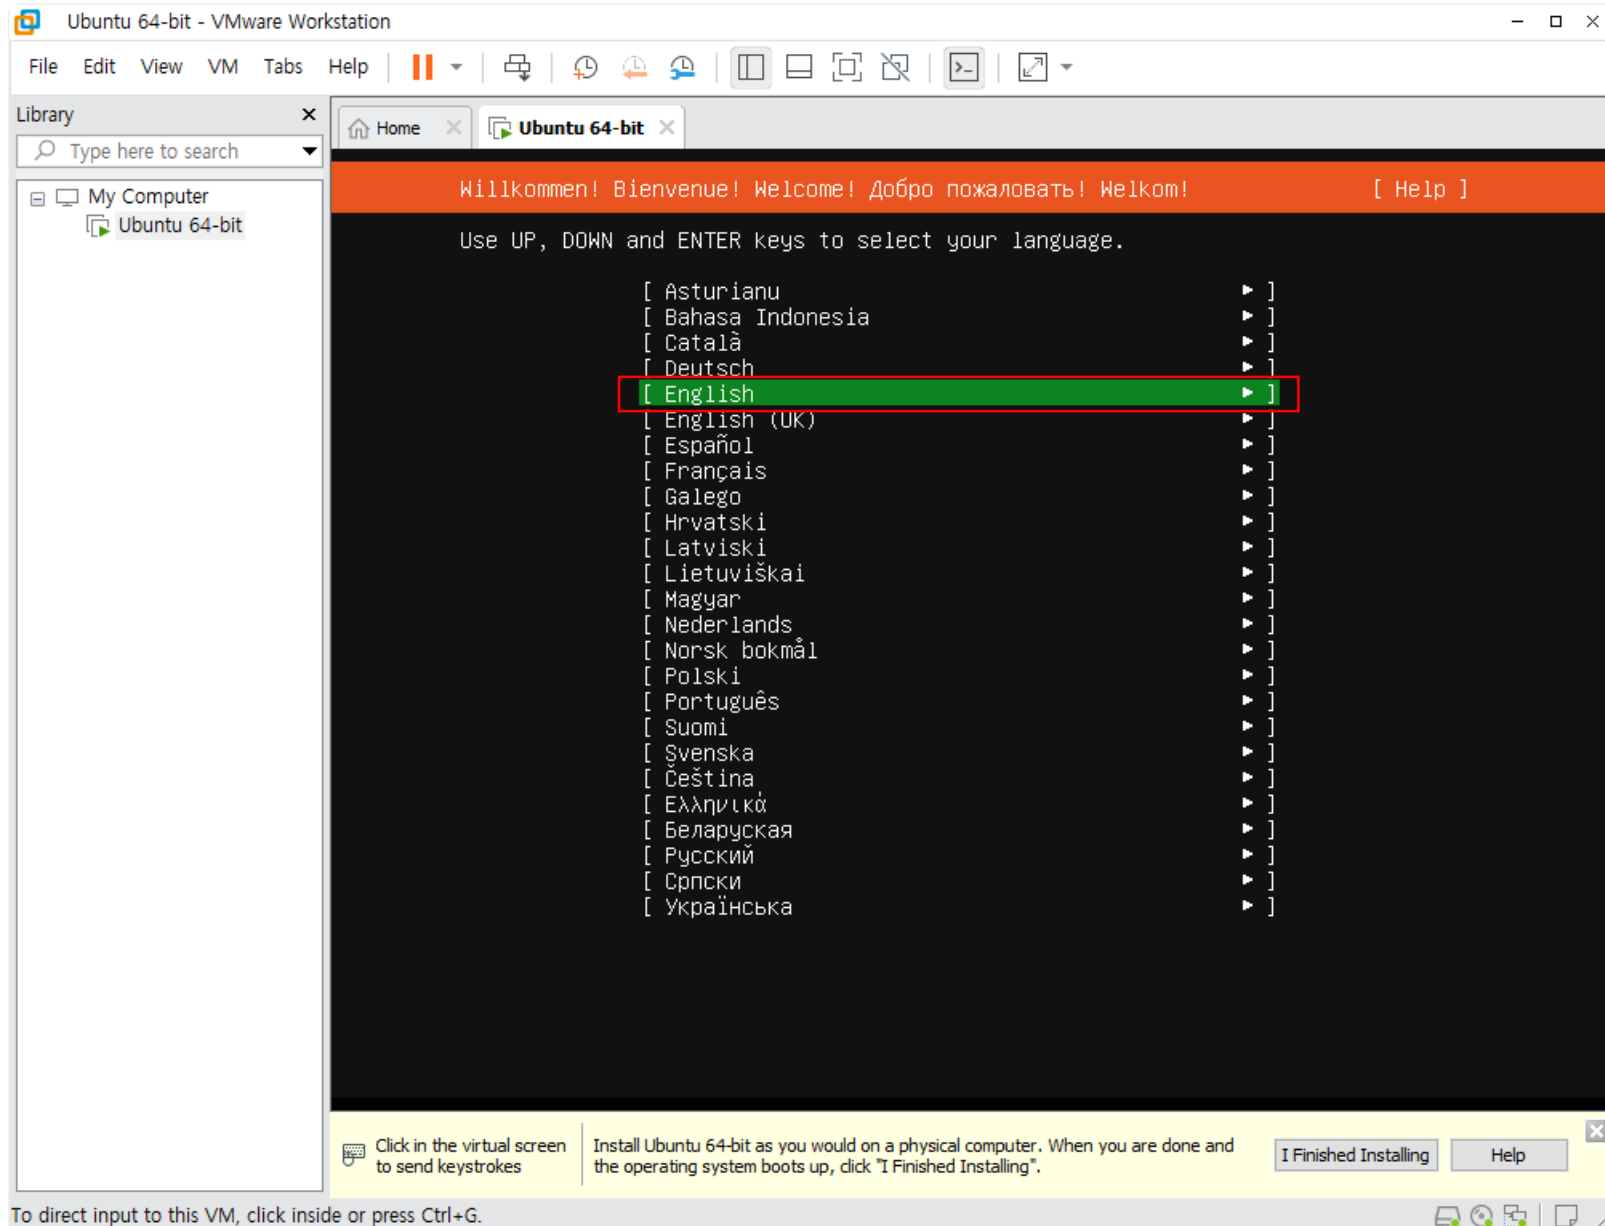 Ubuntu 64-bit - VMware Workstation
File Edit View VM Tabs Help
Library
Type here to search
My Computer
Ubuntu 64-bit
Home
Ubuntu 64-bit
Willkommen! Bienvenue! Welcome! Добро пожаловать! Welkom! [ Help ]
Use UP, DOWN and ENTER keys to select your language.
[ Asturianu ► ]
[ Bahasa Indonesia ► ]
[ Català ► ]
[ Deutsch ► ]
[ English ► ]
[ English (UK) ► ]
[ Español ► ]
[ Français ► ]
[ Galego ► ]
[ Hrvatski ► ]
[ Latviski ► ]
[ Lietuviškai ► ]
[ Magyar ► ]
[ Nederlands ► ]
[ Norsk bokmål ► ]
[ Polski ► ]
[ Português ► ]
[ Suomi ► ]
[ Svenska ► ]
[ Čeština ► ]
[ Ελληνικά ► ]
[ Беларуская ► ]
[ Русский ► ]
[ Српски ► ]
[ Українська ► ]
Click in the virtual screen
to send keystrokes
Install Ubuntu 64-bit as you would on a physical computer. When you are done and
the operating system boots up, click "I Finished Installing".
I Finished Installing
Help
To direct input to this VM, click inside or press Ctrl+G.